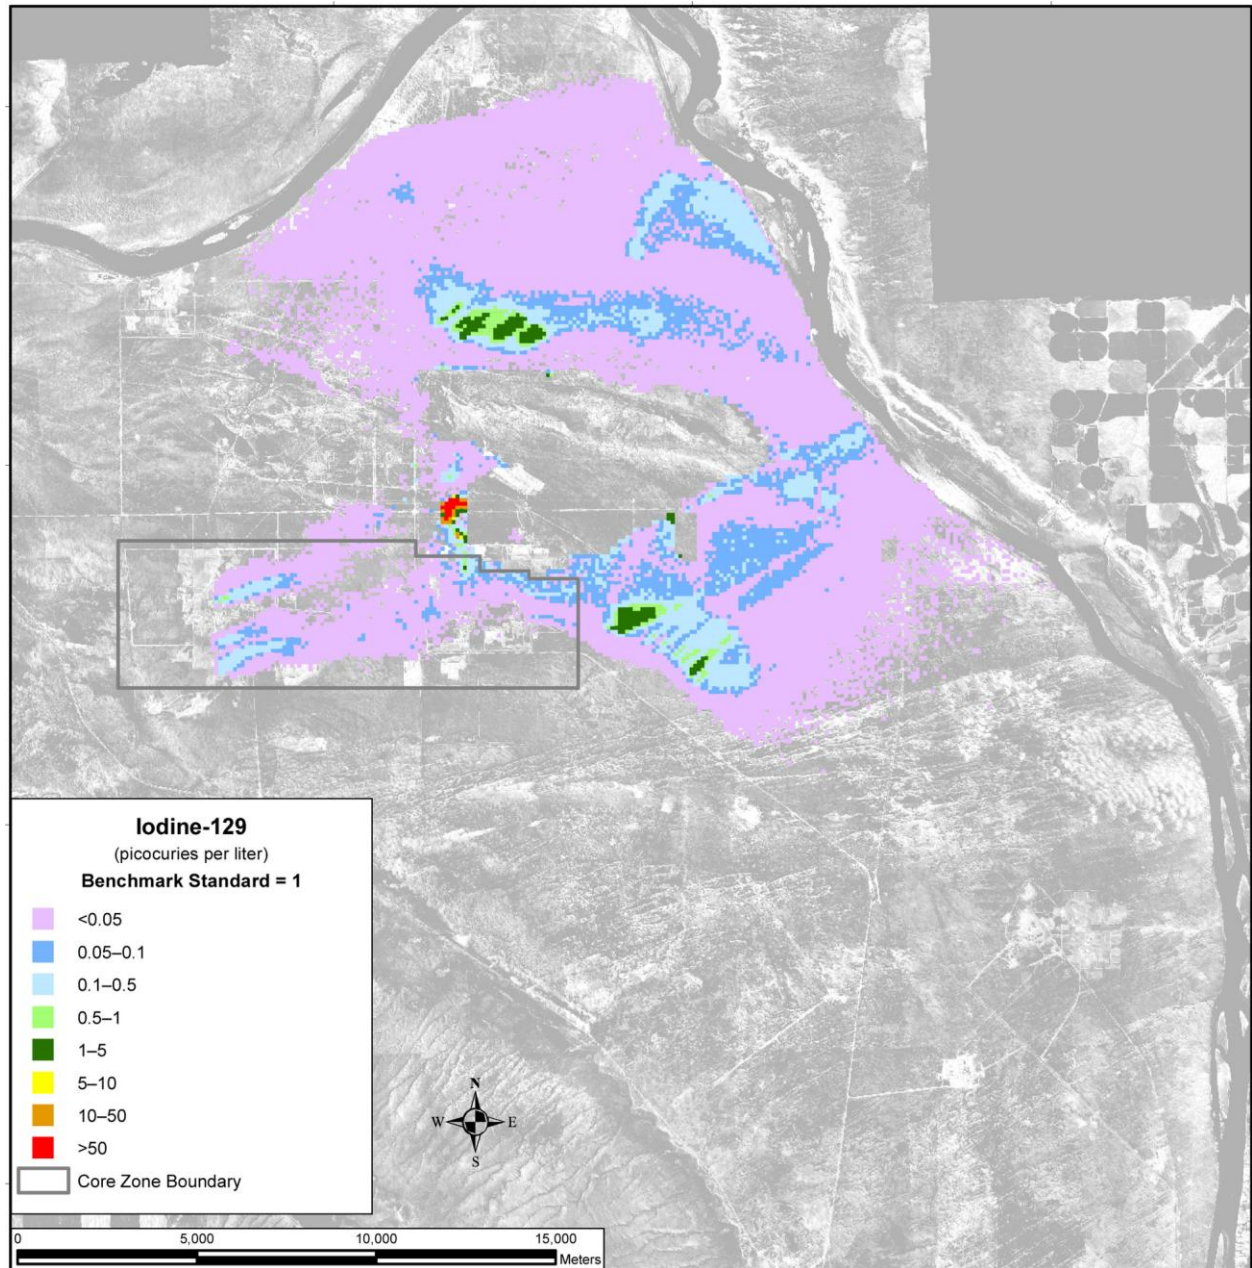 Iodine-129
(picocuries per liter)
Benchmark Standard = 1
<0.05
0.05–0.1
0.1–0.5
0.5–1
1–5
5–10
10–50
>50
Core Zone Boundary
N
W E
S
0 5,000 10,000 15,000
Meters